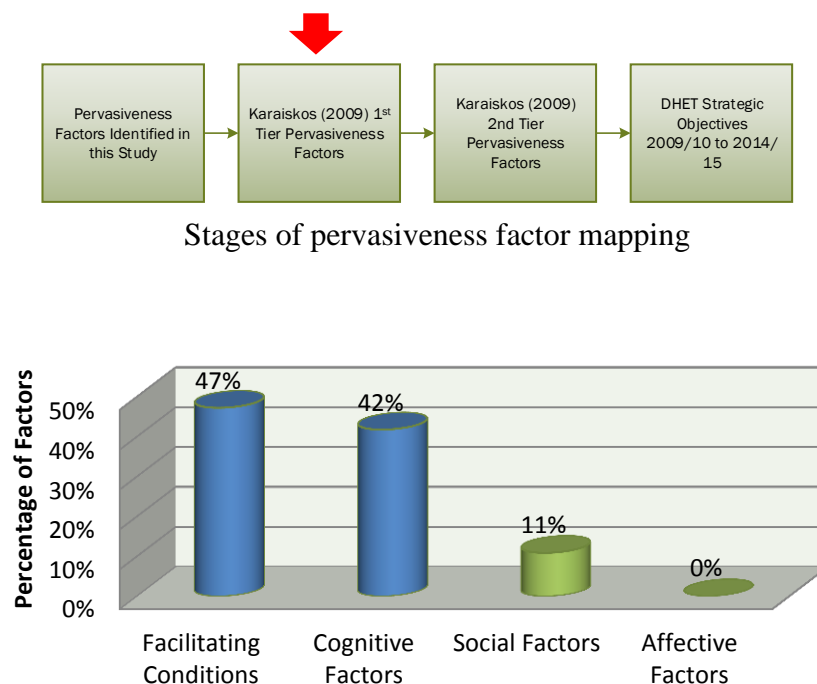 Pervasiveness
Factors Identified in
this Study
Karaiskos (2009) 1st
Tier Pervasiveness
Factors
Karaiskos (2009)
2nd Tier
Pervasiveness
Factors
DHET Strategic
Objectives
2009/10 to 2014/
15
Stages of pervasiveness factor mapping
Percentage of Factors
50%
40%
30%
20%
10%
0%
47%
42%
11%
0%
Facilitating
Conditions
Cognitive
Factors
Social Factors
Affective
Factors